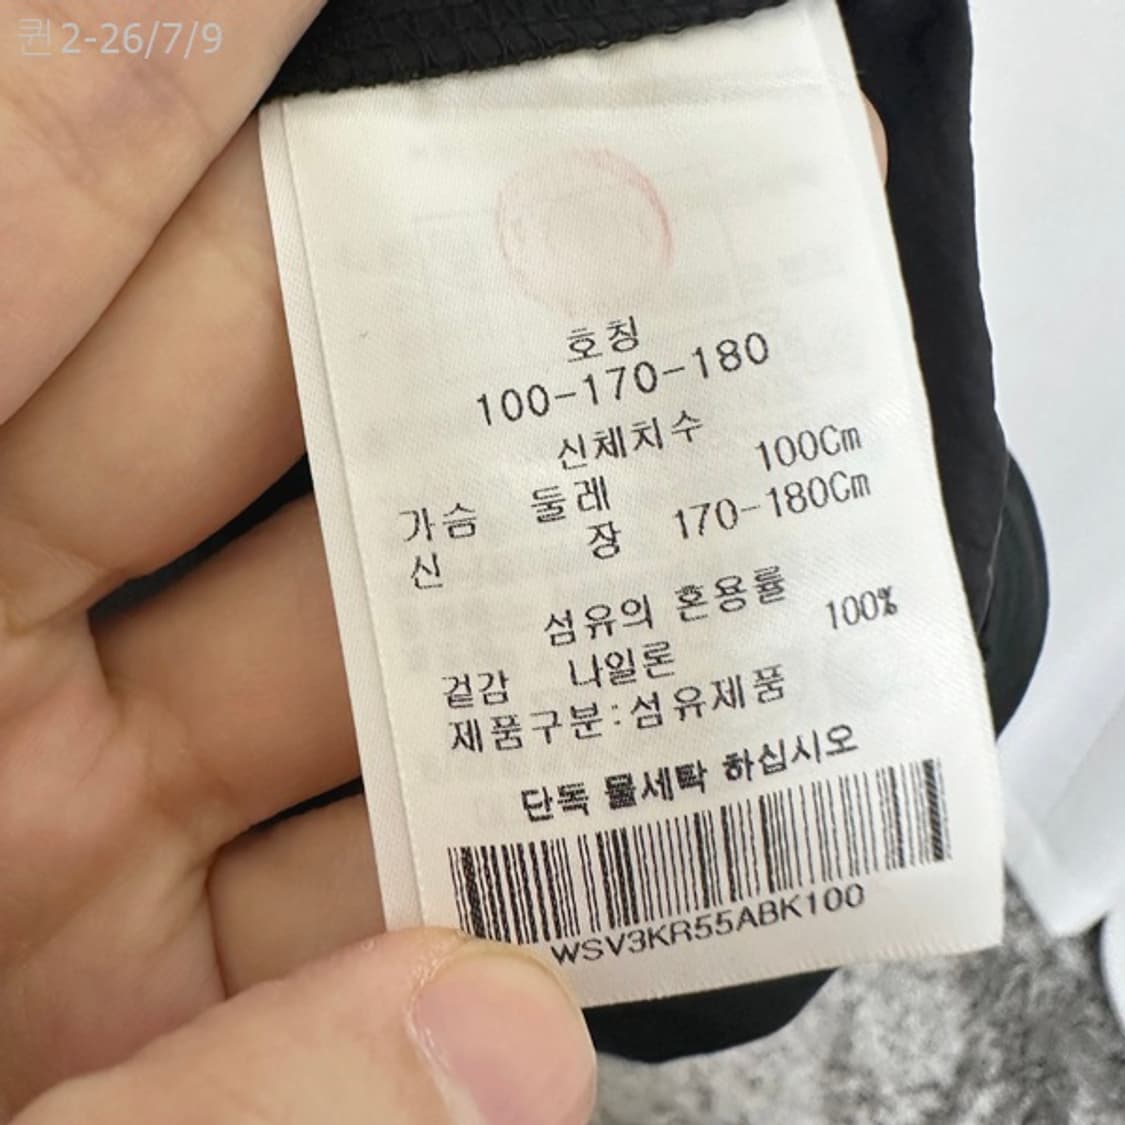 퀸2-26/7/9
호칭
100-170-180
신체치수
가슴 둘레 100Cm
신 장 170-180Cm
섬유의 혼용률
겉감 나일론 100%
제품구분:섬유제품
단독 물세탁 하십시오
WSV3KR55ABK100